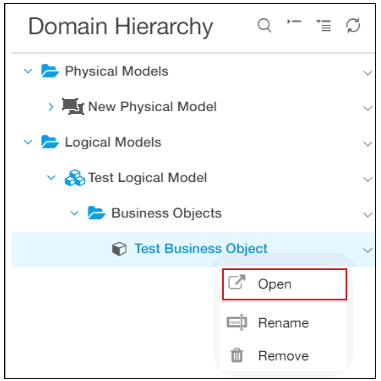 Domain Hierarchy
Physical Models
New Physical Model
Logical Models
Test Logical Model
Business Objects
Test Business Object
Open
Rename
Remove